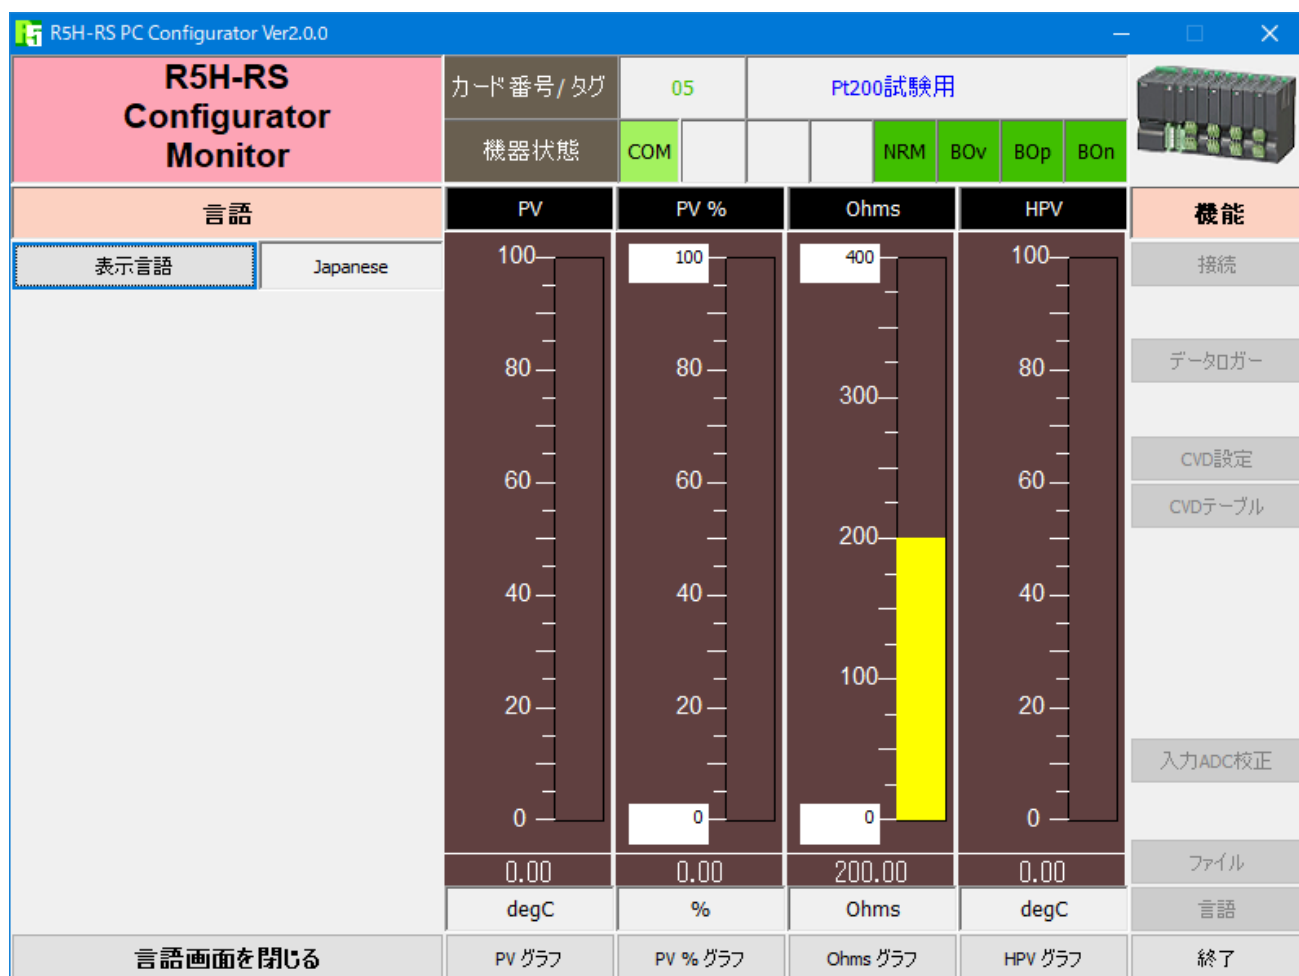 R5H-RS PC Configurator Ver2.0.0
R5H-RS
Configurator
Monitor
カード番号/タグ
05
Pt200試験用
機器状態
COM
NRM
BOv
BOp
BOn
言語
PV
PV %
Ohms
HPV
機能
表示言語
Japanese
100
80
60
40
20
0
100
80
60
40
20
0
400
300
200
100
0
100
80
60
40
20
0
接続
データロガー
CVD設定
CVDテーブル
入力ADC校正
ファイル
言語
0.00
0.00
200.00
0.00
degC
%
Ohms
degC
言語画面を閉じる
PV グラフ
PV % グラフ
Ohms グラフ
HPV グラフ
終了